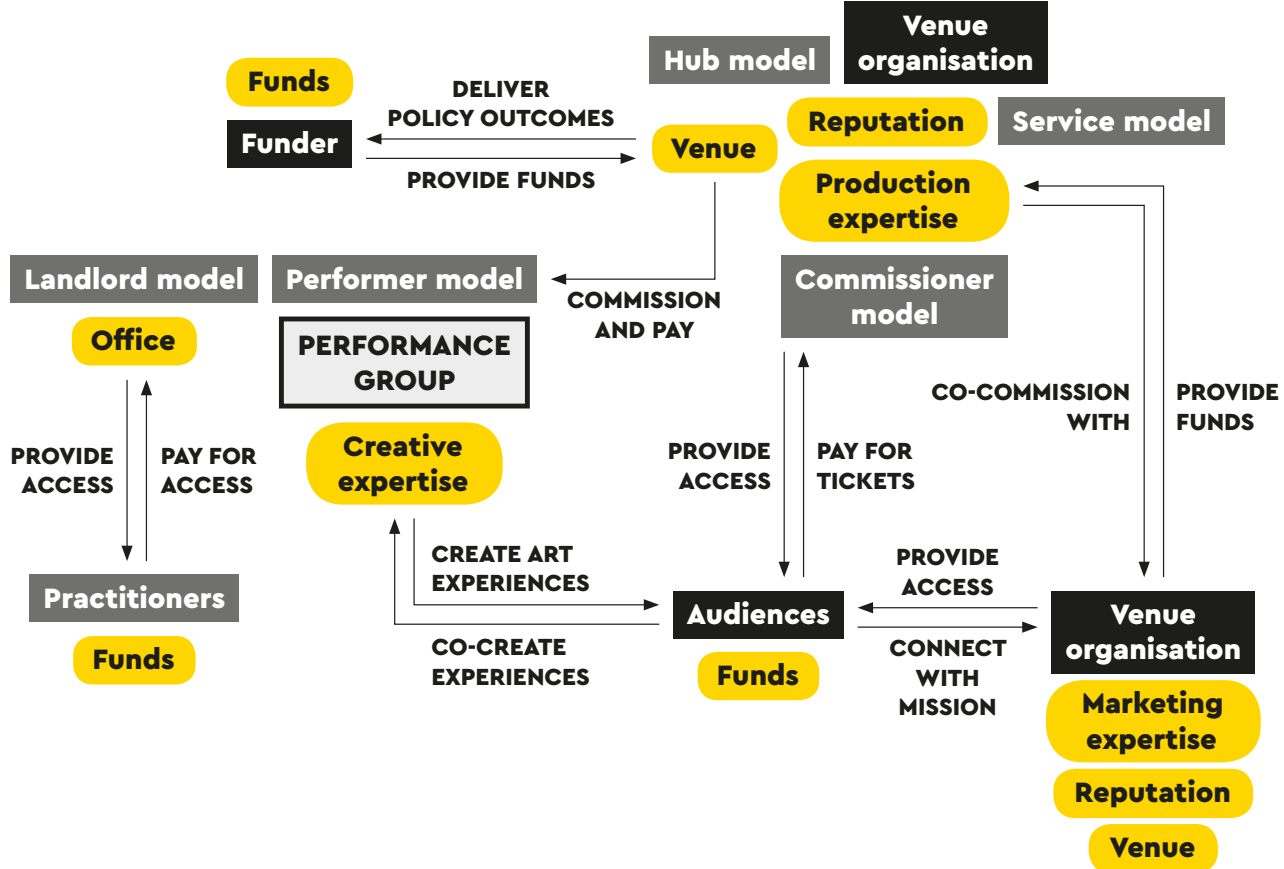 Venue
organisation
Hub model
Funds
DELIVER
POLICY OUTCOMES
Reputation
Service model
Funder
Venue
PROVIDE FUNDS
Production
expertise
Landlord model
Performer model
Commissioner
model
COMMISSION
AND PAY
Office
PERFORMANCE
GROUP
CO-COMMISSION
WITH
PROVIDE
FUNDS
PROVIDE
ACCESS
PAY FOR
ACCESS
Creative
expertise
PROVIDE
ACCESS
PAY FOR
TICKETS
CREATE ART
EXPERIENCES
PROVIDE
ACCESS
Practitioners
Funds
CO-CREATE
EXPERIENCES
Audiences
Funds
CONNECT
WITH
MISSION
Venue
organisation
Marketing
expertise
Reputation
Venue